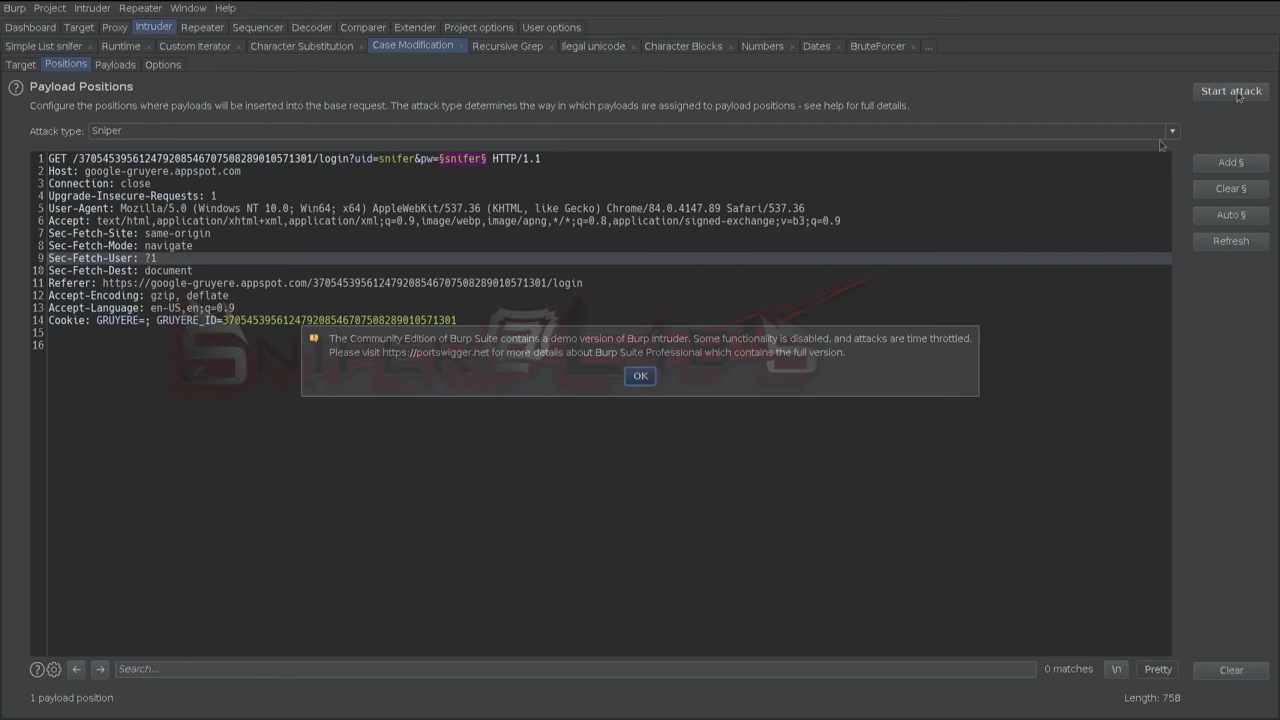 Burp Project Intruder Repeater Window Help
Dashboard Target Proxy Intruder Repeater Sequencer Decoder Comparer Extender Project options User options
Simple List snifer × Runtime × Custom Iterator × Character Substitution × Case Modification × Recursive Grep × Ilegal unicode × Character Blocks × Numbers × Dates × BruteForcer × ...
Target Positions Payloads Options
? Payload Positions
Start attack
Configure the positions where payloads will be inserted into the base request. The attack type determines the way in which payloads are assigned to payload positions - see help for full details.
Attack type: Sniper
1 GET /370545395612479208546707508289010571301/login?uid=snifer&pw=§snifer§ HTTP/1.1
2 Host: google-gruyere.appspot.com
3 Connection: close
4 Upgrade-Insecure-Requests: 1
5 User-Agent: Mozilla/5.0 (Windows NT 10.0; Win64; x64) AppleWebKit/537.36 (KHTML, like Gecko) Chrome/84.0.4147.89 Safari/537.36
6 Accept: text/html,application/xhtml+xml,application/xml;q=0.9,image/webp,image/apng,*/*;q=0.8,application/signed-exchange;v=b3;q=0.9
7 Sec-Fetch-Site: same-origin
8 Sec-Fetch-Mode: navigate
9 Sec-Fetch-User: ?1
10 Sec-Fetch-Dest: document
11 Referer: https://google-gruyere.appspot.com/370545395612479208546707508289010571301/login
12 Accept-Encoding: gzip, deflate
13 Accept-Language: en-US,en;q=0.9
14 Cookie: GRUYERE=; GRUYERE_ID=370545395612479208546707508289010571301
15
16
Add §
Clear §
Auto §
Refresh
The Community Edition of Burp Suite contains a demo version of Burp Intruder. Some functionality is disabled, and attacks are time throttled.
Please visit https://portswigger.net for more details about Burp Suite Professional which contains the full version.
OK
? Search... 0 matches \n Pretty Clear
1 payload position Length: 758